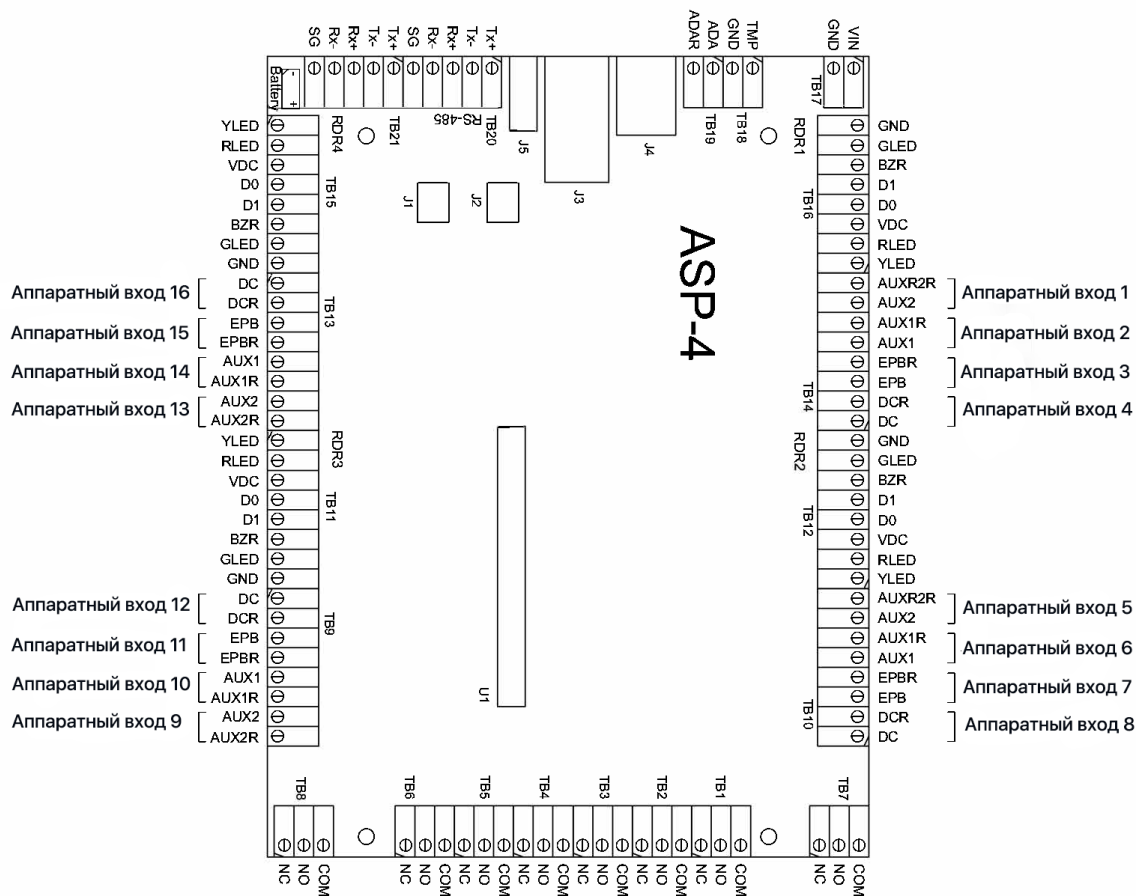 SG Rx- Rx+ Tx- Tx+ SG Rx- Rx+ Tx- Tx+ ADAR ADA GND TMP GND VIN
Battery - +
RS-485
TB21
TB20
J5
J3
J4
TB19
TB18
TB17
RDR4
RDR1
J1
J2
ASP-4
YLED
RLED
VDC
D0
D1
BZR
GLED
GND
TB15
Аппаратный вход 16
DC
DCR
TB13
Аппаратный вход 15
EPB
EPBR
Аппаратный вход 14
AUX1
AUX1R
Аппаратный вход 13
AUX2
AUX2R
YLED
RLED
VDC
D0
D1
BZR
GLED
GND
RDR3
TB11
Аппаратный вход 12
DC
DCR
TB9
Аппаратный вход 11
EPB
EPBR
Аппаратный вход 10
AUX1
AUX1R
Аппаратный вход 9
AUX2
AUX2R
U1
GND
GLED
BZR
D1
D0
VDC
RLED
YLED
TB16
AUXR2R
AUX2
Аппаратный вход 1
AUX1R
AUX1
Аппаратный вход 2
EPBR
EPB
Аппаратный вход 3
DCR
DC
Аппаратный вход 4
TB14
RDR2
GND
GLED
BZR
D1
D0
VDC
RLED
YLED
TB12
AUXR2R
AUX2
Аппаратный вход 5
AUX1R
AUX1
Аппаратный вход 6
EPBR
EPB
Аппаратный вход 7
DCR
DC
Аппаратный вход 8
TB10
TB8
TB6
TB5
TB4
TB3
TB2
TB1
TB7
NC NO COM NC NO COM NC NO COM NC NO COM NC NO COM NC NO COM NC NO COM NC NO COM